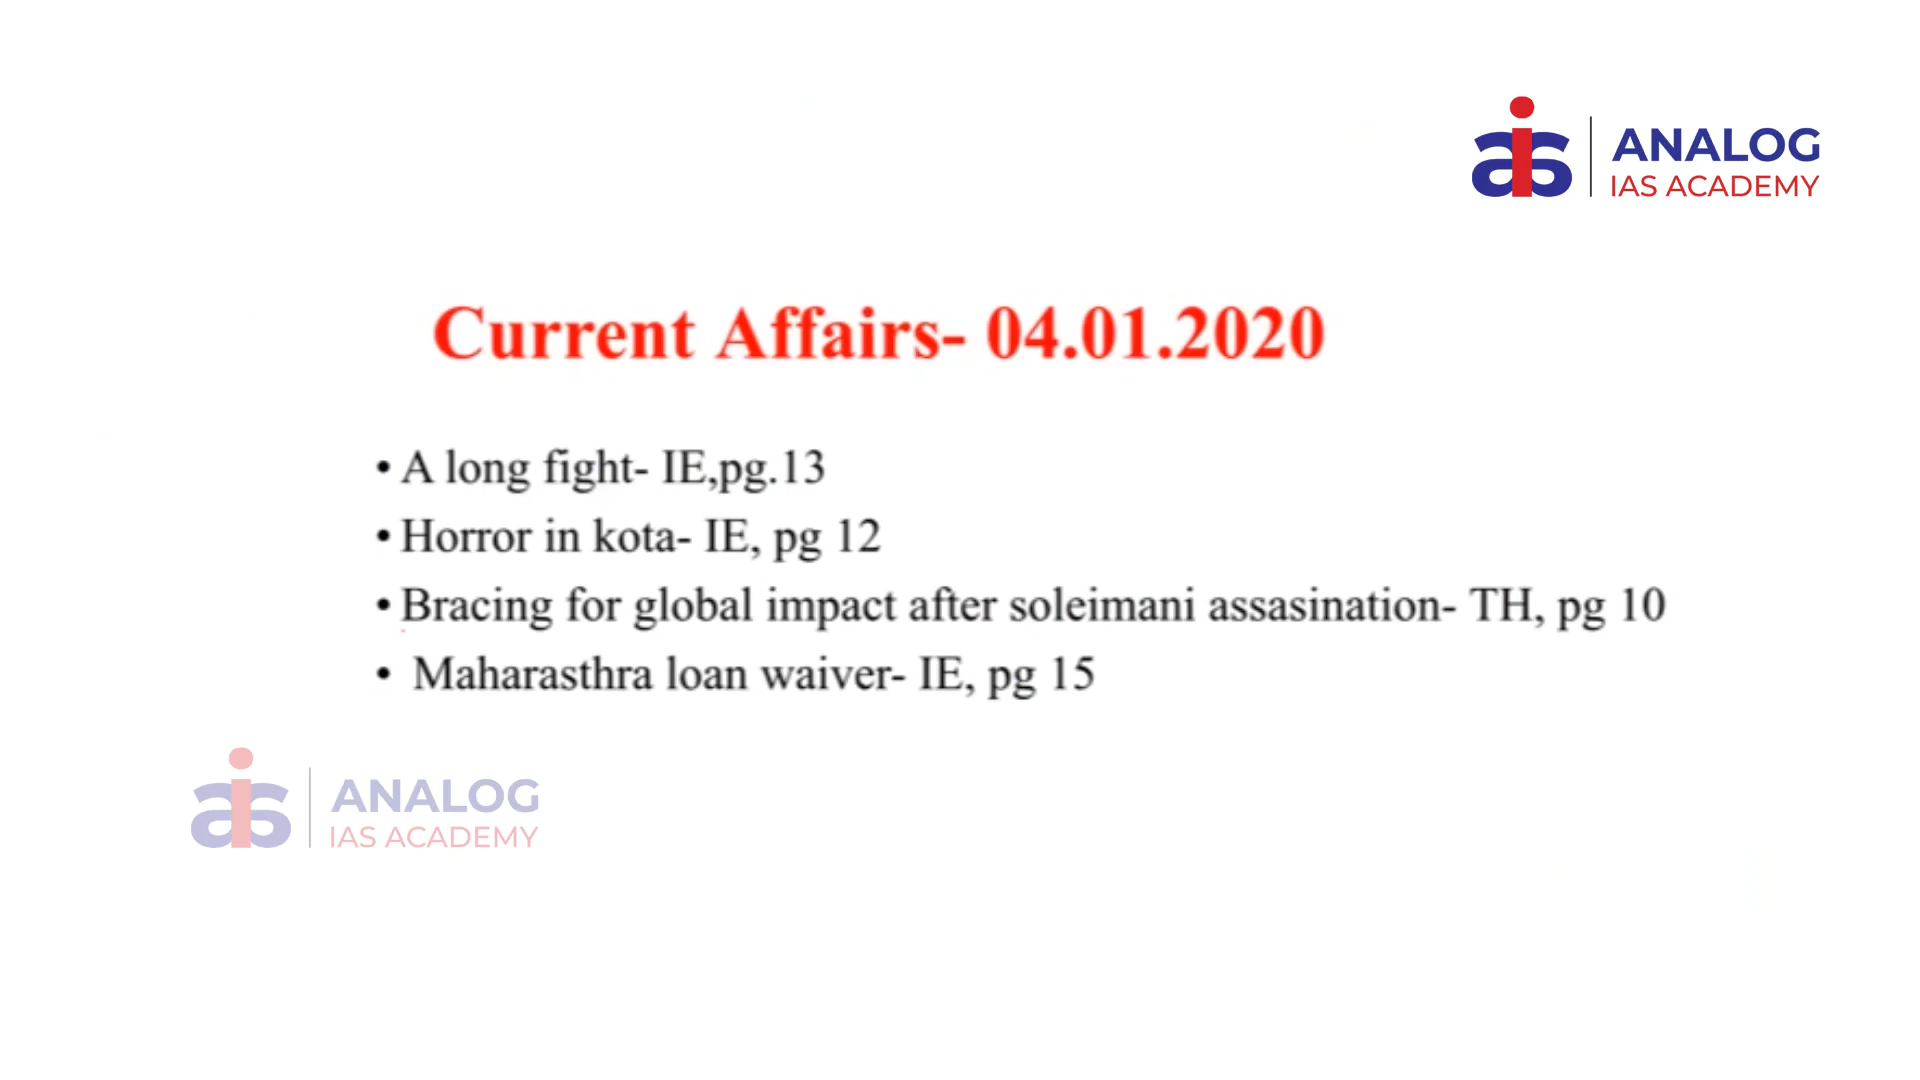 ANALOG
IAS ACADEMY
Current Affairs- 04.01.2020
• A long fight- IE,pg.13
• Horror in kota- IE, pg 12
• Bracing for global impact after soleimani assasination- TH, pg 10
• Maharasthra loan waiver- IE, pg 15
ANALOG
IAS ACADEMY